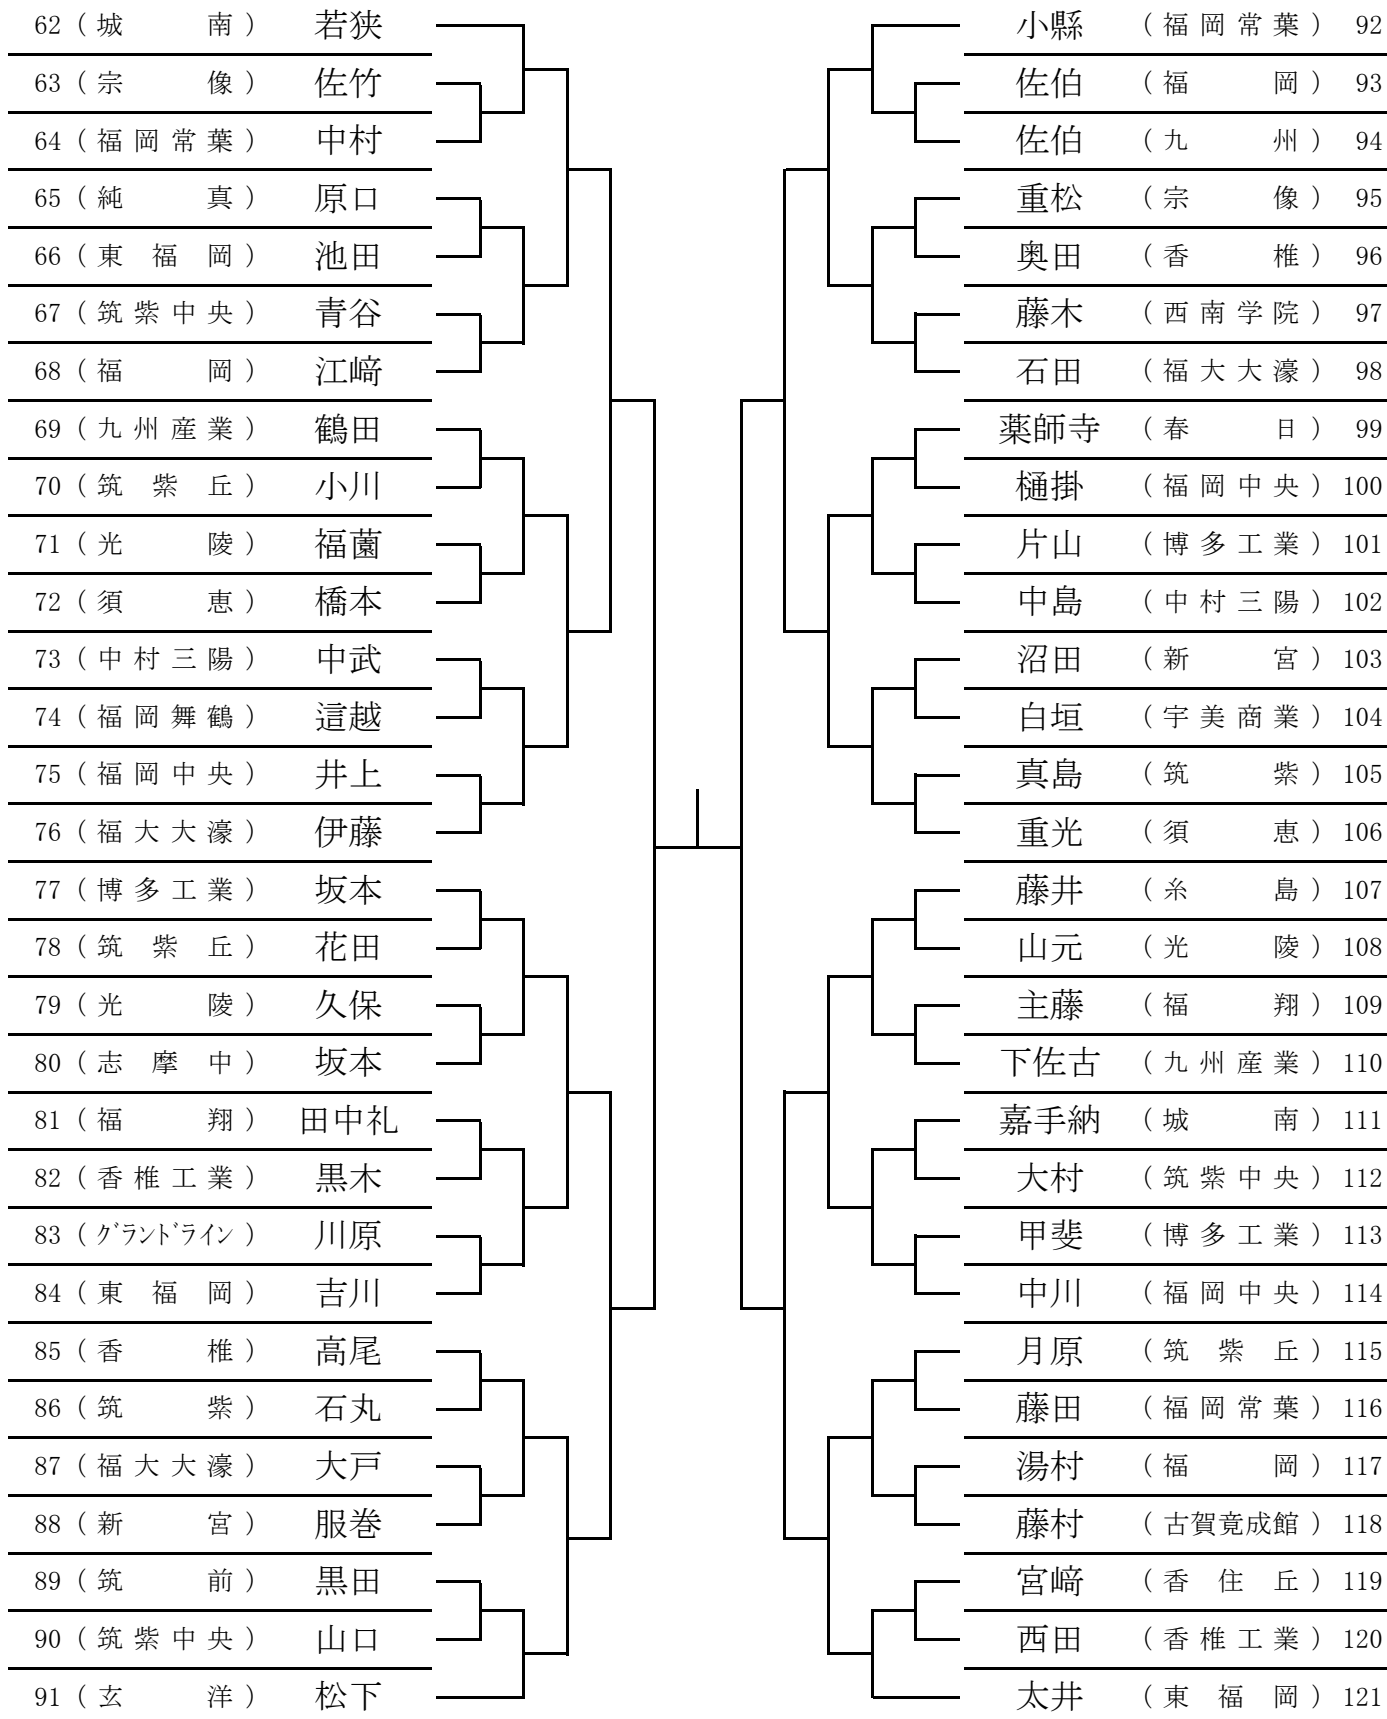 62 (城南) 若狭
63 (宗像) 佐竹
64 (福岡常葉) 中村
65 (純真) 原口
66 (東福岡) 池田
67 (筑紫中央) 青谷
68 (福岡) 江﨑
69 (九州産業) 鶴田
70 (筑紫丘) 小川
71 (光陵) 福薗
72 (須恵) 橋本
73 (中村三陽) 中武
74 (福岡舞鶴) 這越
75 (福岡中央) 井上
76 (福大大濠) 伊藤
77 (博多工業) 坂本
78 (筑紫丘) 花田
79 (光陵) 久保
80 (志摩中) 坂本
81 (福翔) 田中礼
82 (香椎工業) 黒木
83 (グランドライン) 川原
84 (東福岡) 吉川
85 (香椎) 高尾
86 (筑紫) 石丸
87 (福大大濠) 大戸
88 (新宮) 服巻
89 (筑前) 黒田
90 (筑紫中央) 山口
91 (玄洋) 松下
小縣 (福岡常葉) 92
佐伯 (福岡) 93
佐伯 (九州) 94
重松 (宗像) 95
奥田 (香椎) 96
藤木 (西南学院) 97
石田 (福大大濠) 98
薬師寺 (春日) 99
樋掛 (福岡中央) 100
片山 (博多工業) 101
中島 (中村三陽) 102
沼田 (新宮) 103
白垣 (宇美商業) 104
真島 (筑紫) 105
重光 (須恵) 106
藤井 (糸島) 107
山元 (光陵) 108
主藤 (福翔) 109
下佐古 (九州産業) 110
嘉手納 (城南) 111
大村 (筑紫中央) 112
甲斐 (博多工業) 113
中川 (福岡中央) 114
月原 (筑紫丘) 115
藤田 (福岡常葉) 116
湯村 (福岡) 117
藤村 (古賀竟成館) 118
宮﨑 (香住丘) 119
西田 (香椎工業) 120
太井 (東福岡) 121